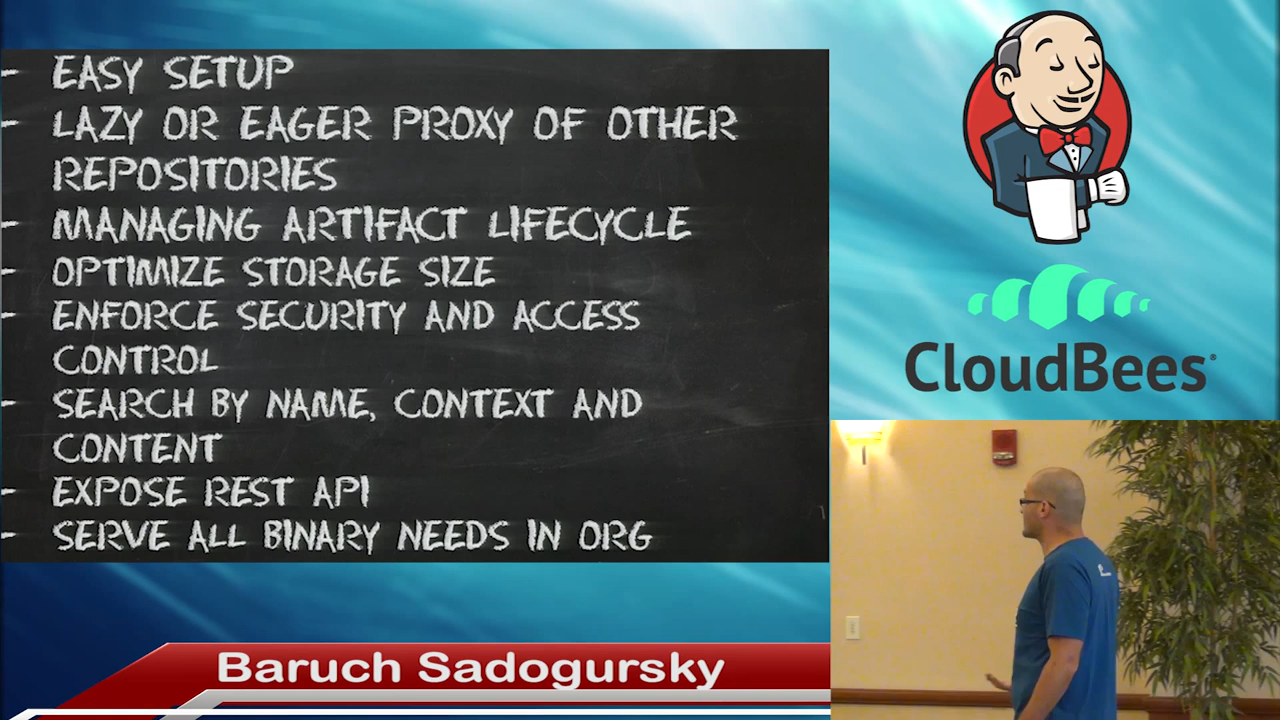 - EASY SETUP
- LAZY OR EAGER PROXY OF OTHER
REPOSITORIES
- MANAGING ARTIFACT LIFECYCLE
- OPTIMIZE STORAGE SIZE
- ENFORCE SECURITY AND ACCESS
CONTROL
- SEARCH BY NAME, CONTEXT AND
CONTENT
- EXPOSE REST API
- SERVE ALL BINARY NEEDS IN ORG
CloudBees®
Baruch Sadogursky